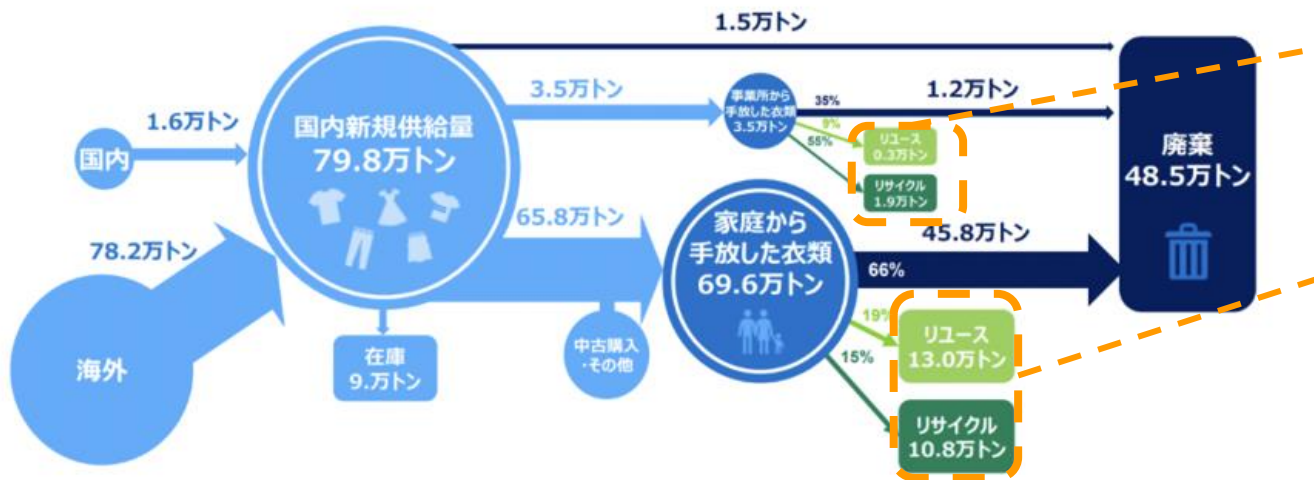 1.5万トン
3.5万トン
事業所から
手放した衣類
3.5万トン
35%
1.2万トン
9%
55%
リユース
0.3万トン
リサイクル
1.9万トン
国内
1.6万トン
国内新規供給量
79.8万トン
廃棄
48.5万トン
海外
78.2万トン
65.8万トン
在庫
9.万トン
中古購入
・その他
家庭から
手放した衣類
69.6万トン
45.8万トン
66%
19%
15%
リユース
13.0万トン
リサイクル
10.8万トン